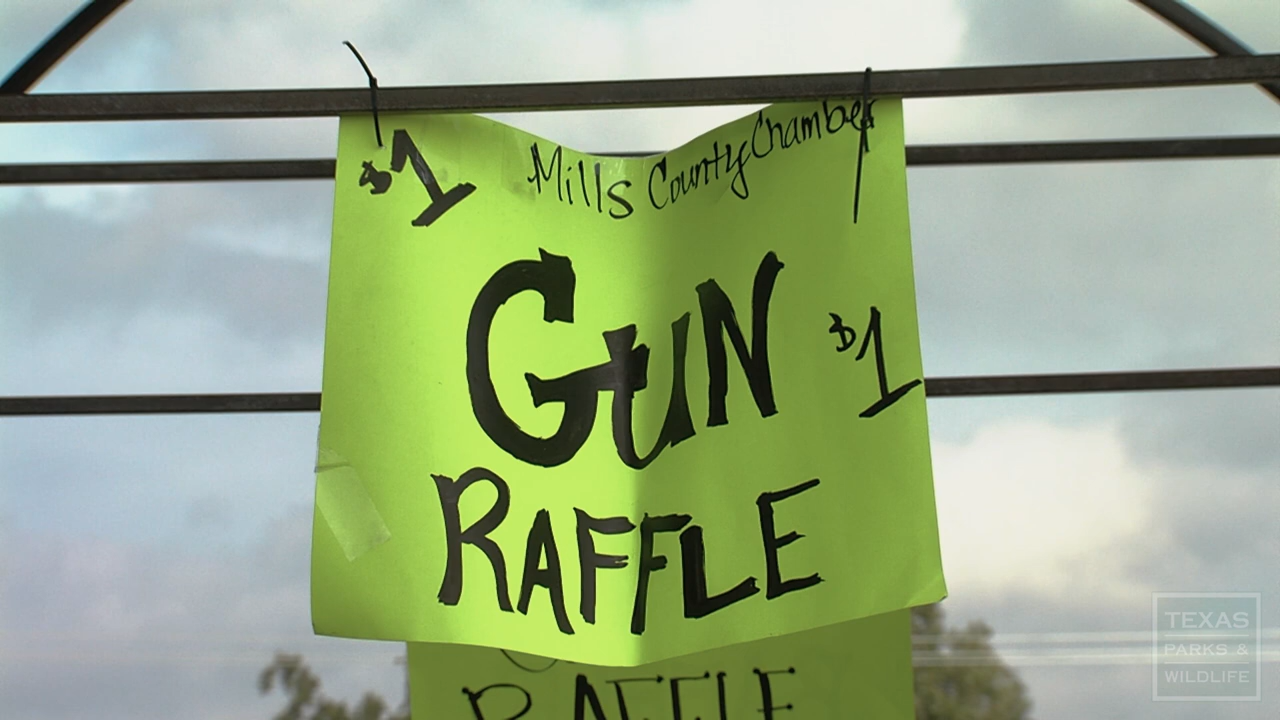 $1
Mills County Chamber
GUN
$1
RAFFLE
RAFFLE
TEXAS
PARKS &
WILDLIFE